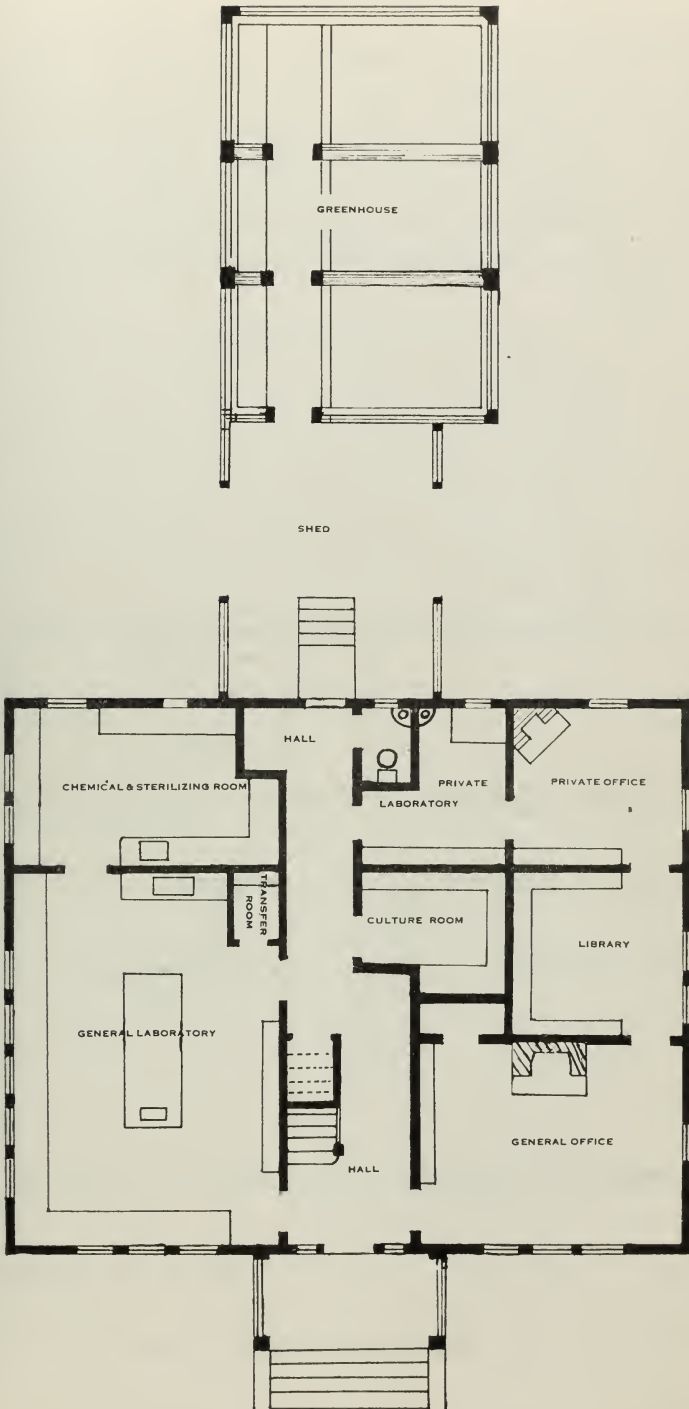 GREENHOUSE
SHED
HALL
CHEMICAL & STERILIZING ROOM
PRIVATE
LABORATORY
PRIVATE OFFICE
TRANSFER
ROOM
CULTURE ROOM
LIBRARY
GENERAL LABORATORY
GENERAL OFFICE
HALL